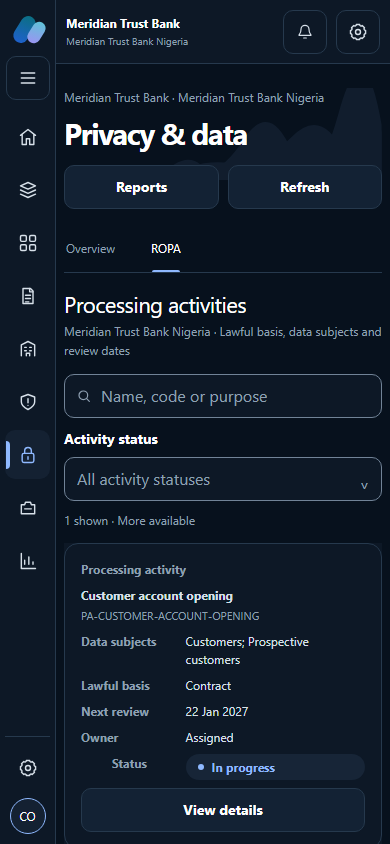 Meridian Trust Bank
Meridian Trust Bank Nigeria
Meridian Trust Bank · Meridian Trust Bank Nigeria
Privacy & data
Reports
Refresh
Overview
ROPA
Processing activities
Meridian Trust Bank Nigeria · Lawful basis, data subjects and
review dates
Name, code or purpose
Activity status
All activity statuses
1 shown · More available
Processing activity
Customer account opening
PA-CUSTOMER-ACCOUNT-OPENING
Data subjects Customers; Prospective
customers
Lawful basis Contract
Next review 22 Jan 2027
Owner Assigned
Status In progress
View details
CO